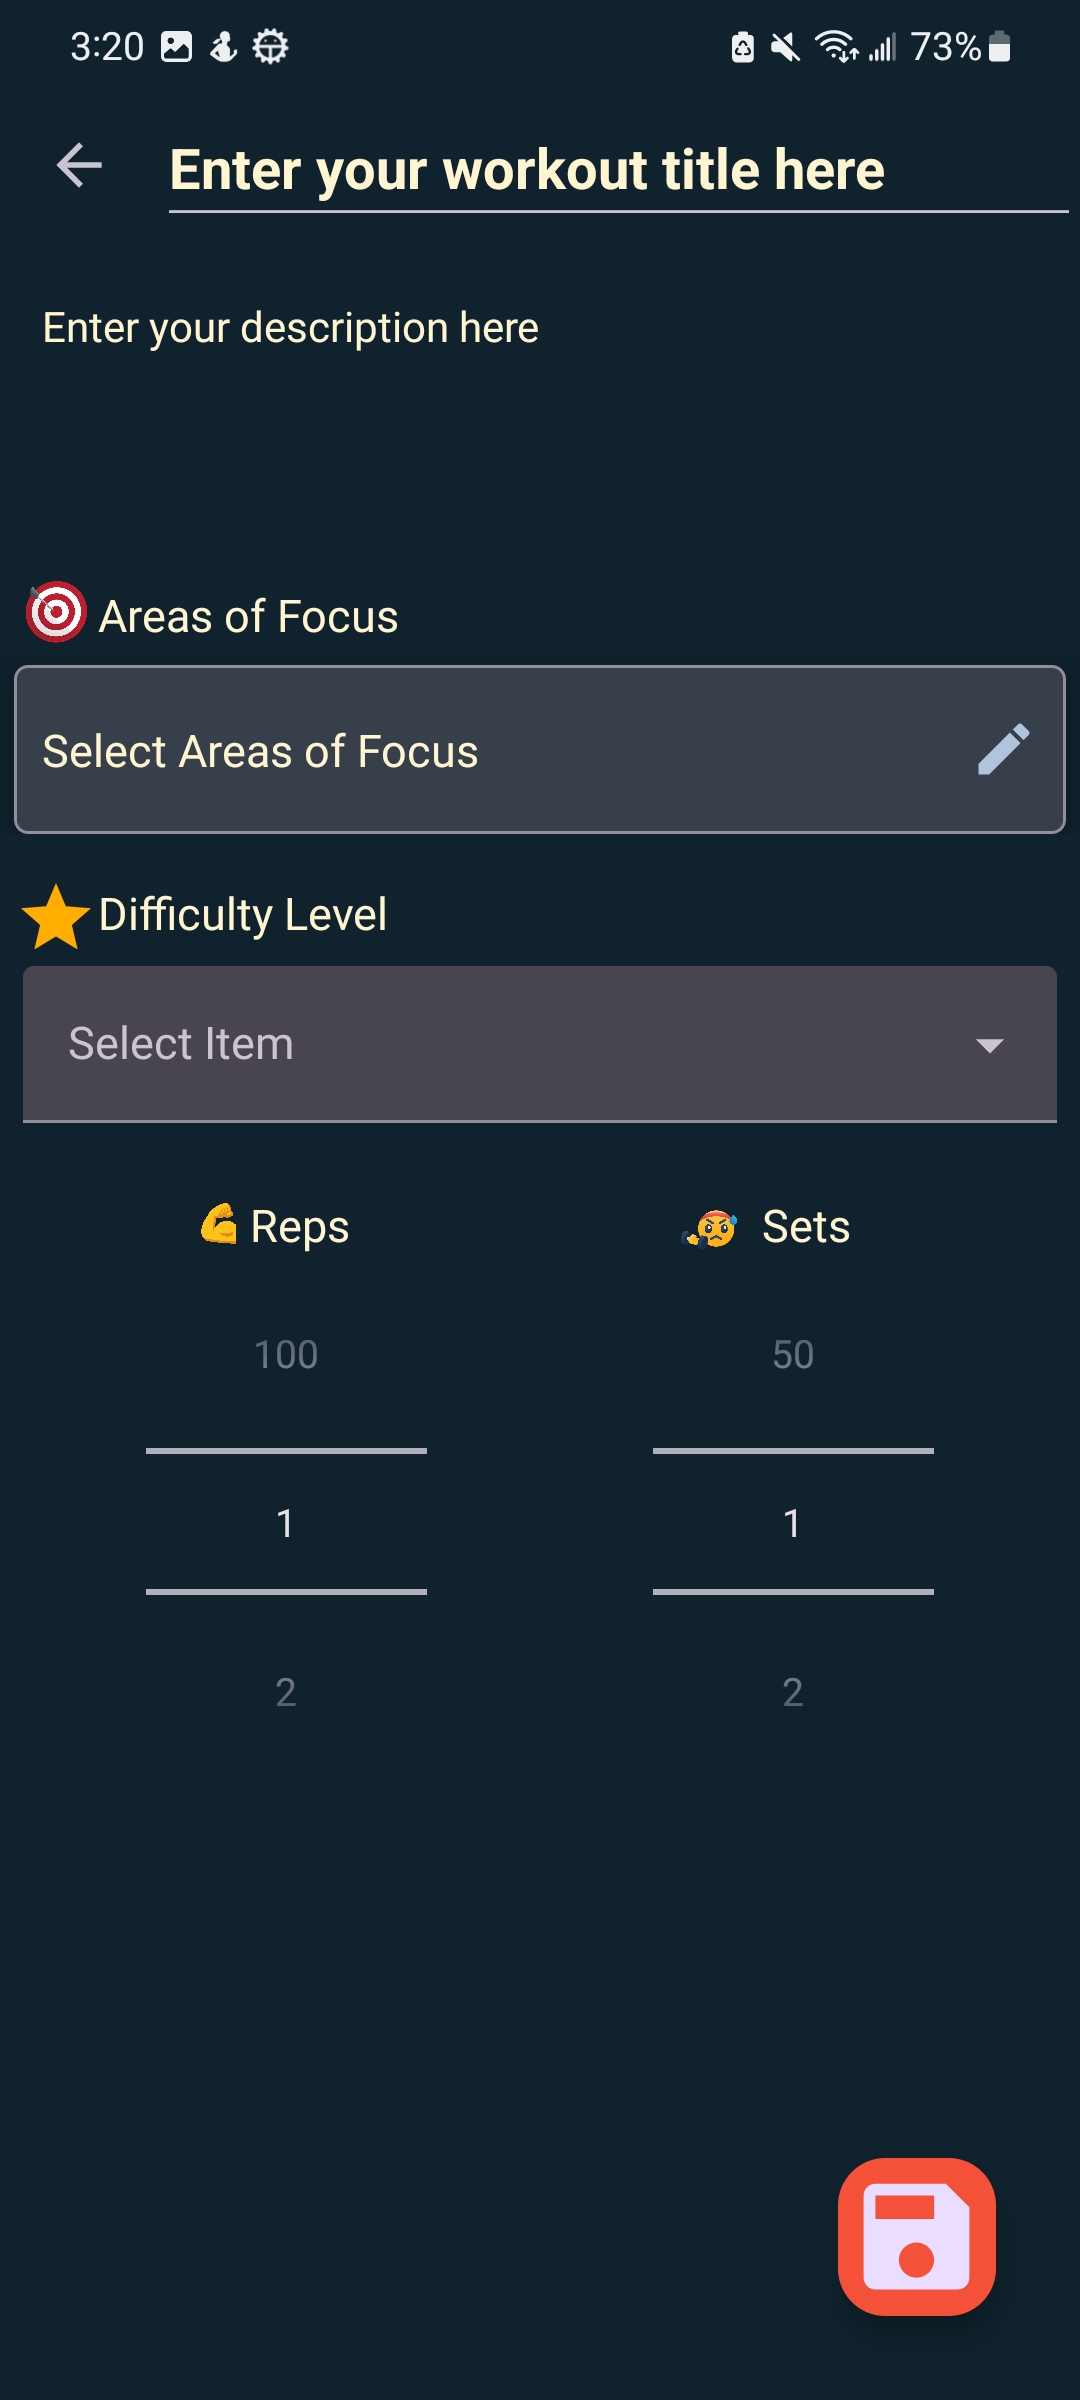 3:20 73%
Enter your workout title here
Enter your description here
Areas of Focus
Select Areas of Focus
Difficulty Level
Select Item
Reps Sets
100 50
1 1
2 2